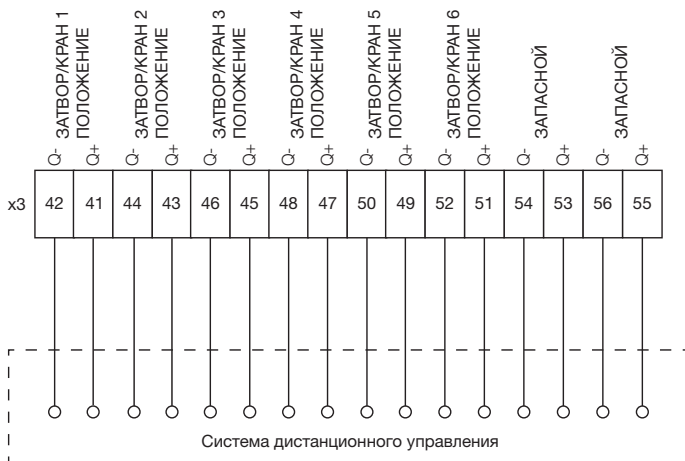 ЗАТВОР/КРАН 1
ПОЛОЖЕНИЕ
ЗАТВОР/КРАН 2
ПОЛОЖЕНИЕ
ЗАТВОР/КРАН 3
ПОЛОЖЕНИЕ
ЗАТВОР/КРАН 4
ПОЛОЖЕНИЕ
ЗАТВОР/КРАН 5
ПОЛОЖЕНИЕ
ЗАТВОР/КРАН 6
ПОЛОЖЕНИЕ
ЗАПАСНОЙ
ЗАПАСНОЙ
Q- Q+ Q- Q+ Q- Q+ Q- Q+ Q- Q+ Q- Q+ Q- Q+ Q- Q+
x3 42 41 44 43 46 45 48 47 50 49 52 51 54 53 56 55
Система дистанционного управления